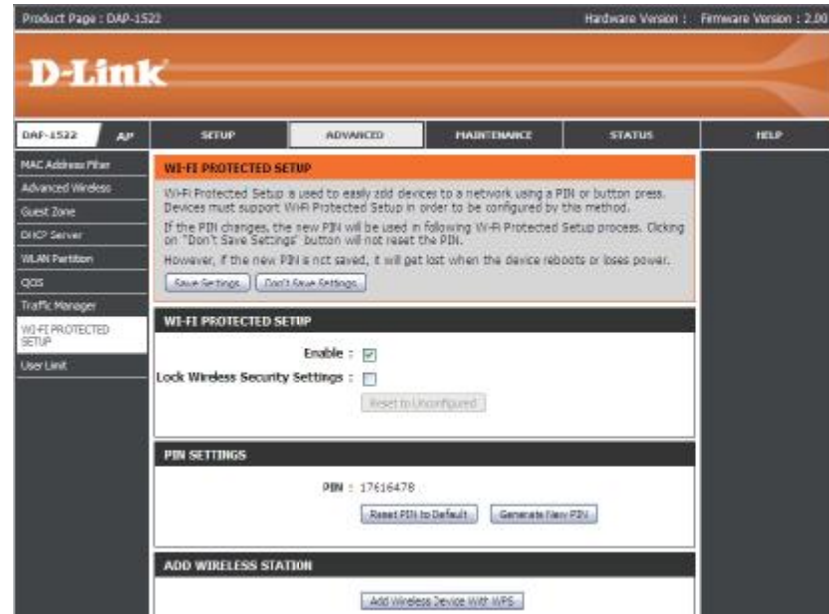 Product Page : DAP-1522
Hardware Version : Firmware Version : 2.00
D-Link
DAP-1522 AP SETUP ADVANCED MAINTENANCE STATUS HELP
MAC Address Filter
Advanced Wireless
Guest Zone
DHCP Server
WLAN Partition
QOS
Traffic Manager
WI-FI PROTECTED
SETUP
User Limit
WI-FI PROTECTED SETUP
Wi-Fi Protected Setup is used to easily add devices to a network using a PIN or button press.
Devices must support Wi-Fi Protected Setup in order to be configured by this method.
If the PIN changes, the new PIN will be used in following Wi-Fi Protected Setup process. Clicking
on "Don't Save Settings" button will not reset the PIN.
However, if the new PIN is not saved, it will get lost when the device reboots or loses power.
Save Settings Don't Save Settings
WI-FI PROTECTED SETUP
Enable :
Lock Wireless Security Settings :
Reset to Unconfigured
PIN SETTINGS
PIN : 17616478
Reset PIN to Default Generate New PIN
ADD WIRELESS STATION
Add Wireless Device With WPS